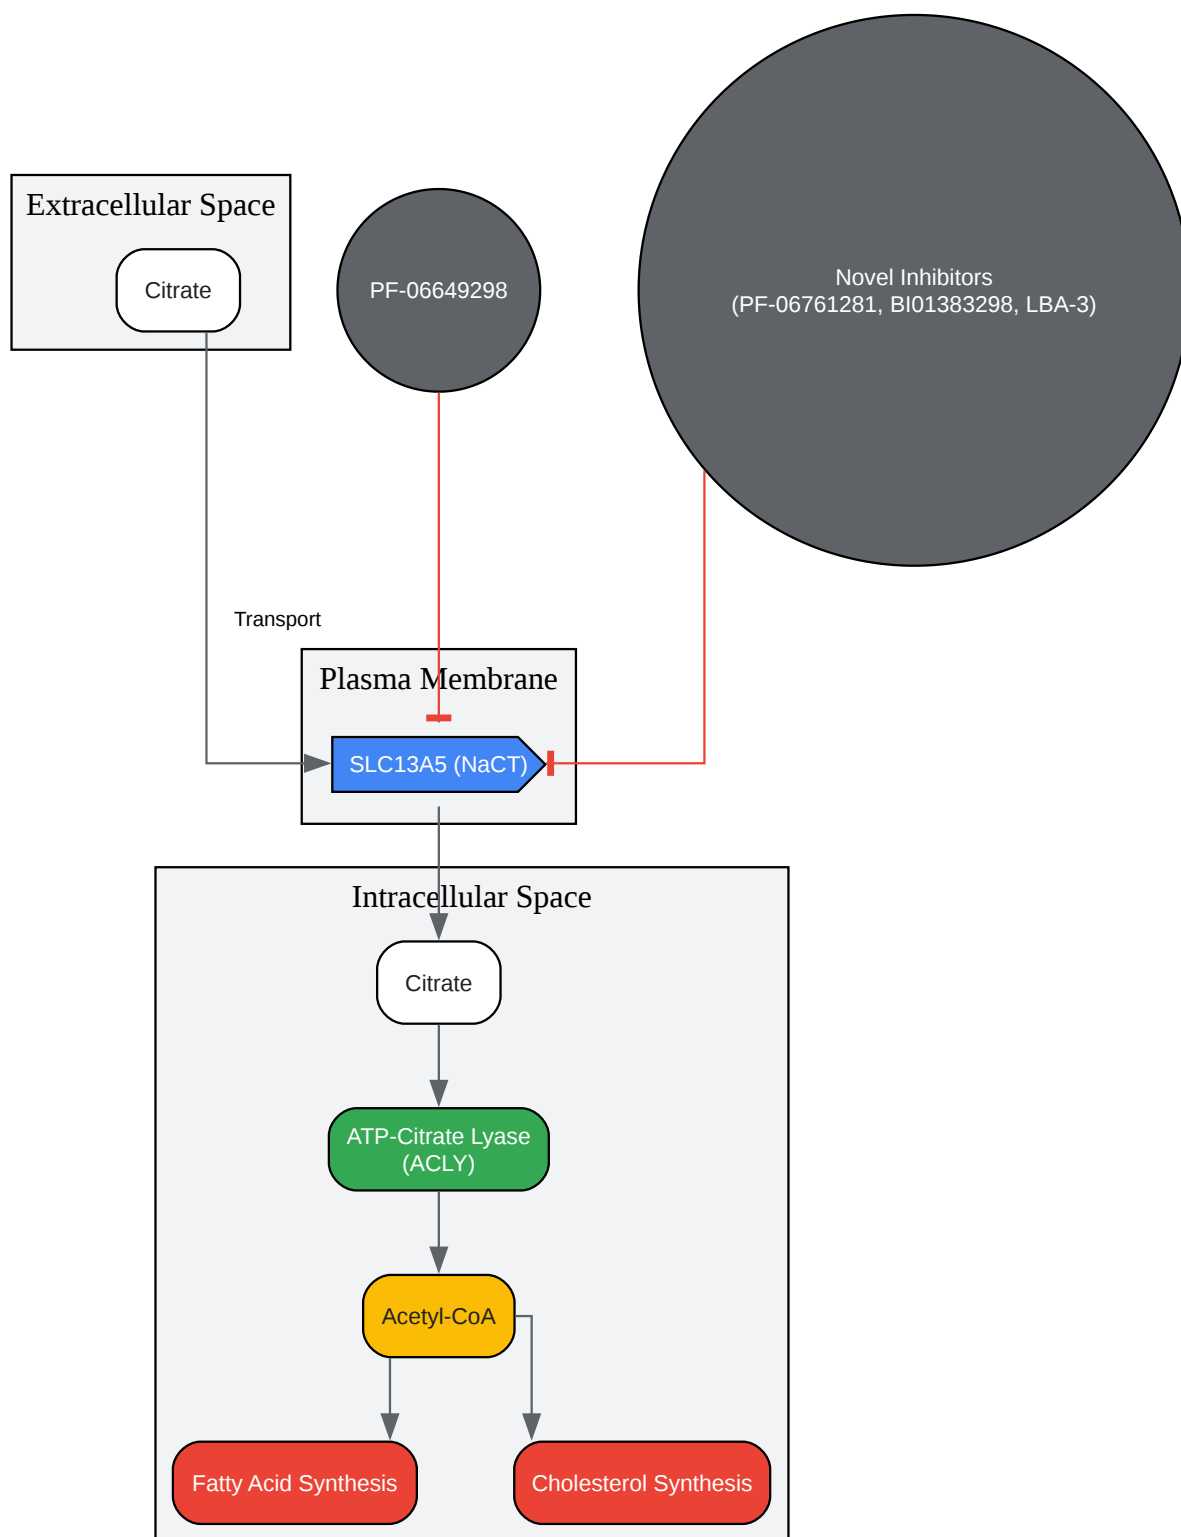 Extracellular Space
Citrate
PF-06649298
Novel Inhibitors
(PF-06761281, BI01383298, LBA-3)
Transport
Plasma Membrane
SLC13A5 (NaCT)
Intracellular Space
Citrate
ATP-Citrate Lyase
(ACLY)
Acetyl-CoA
Fatty Acid Synthesis
Cholesterol Synthesis